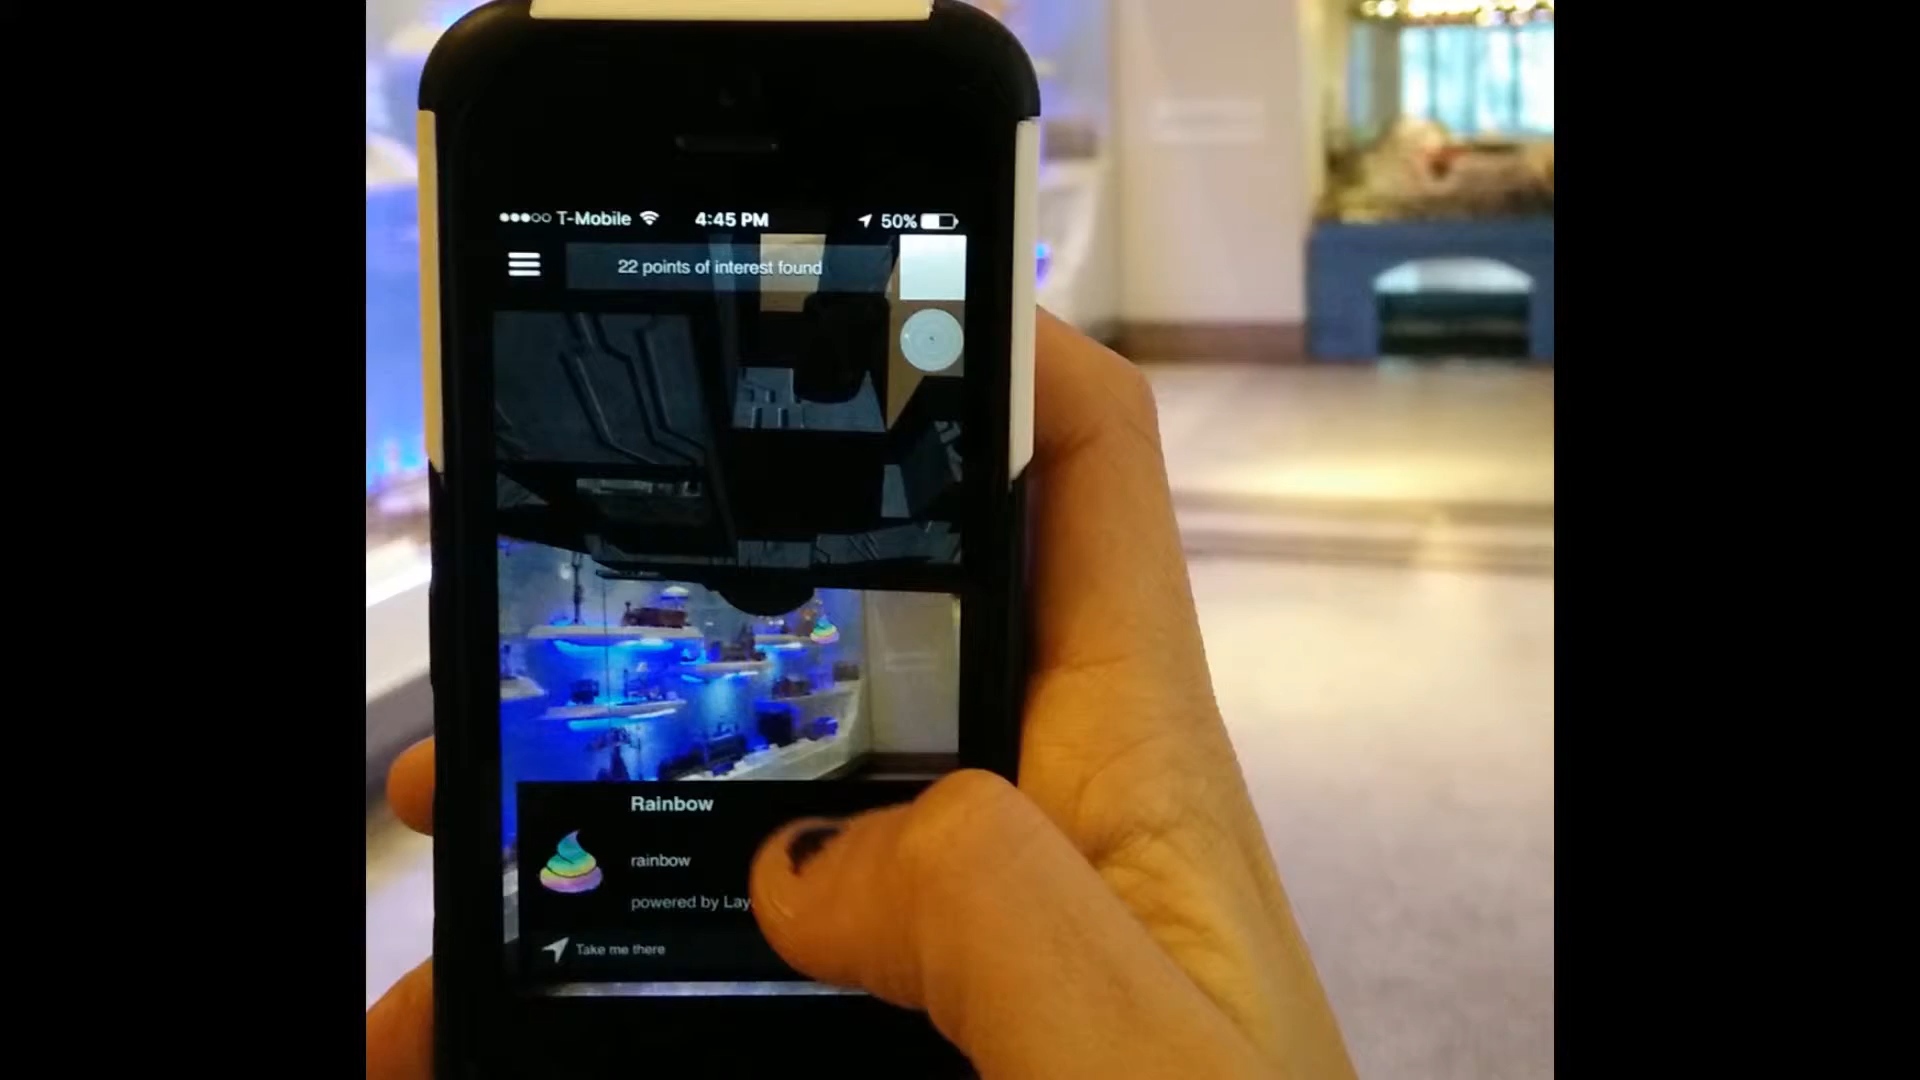 T-Mobile 4:45 PM 50%
22 points of interest found
Rainbow
rainbow
powered by Lay
Take me there